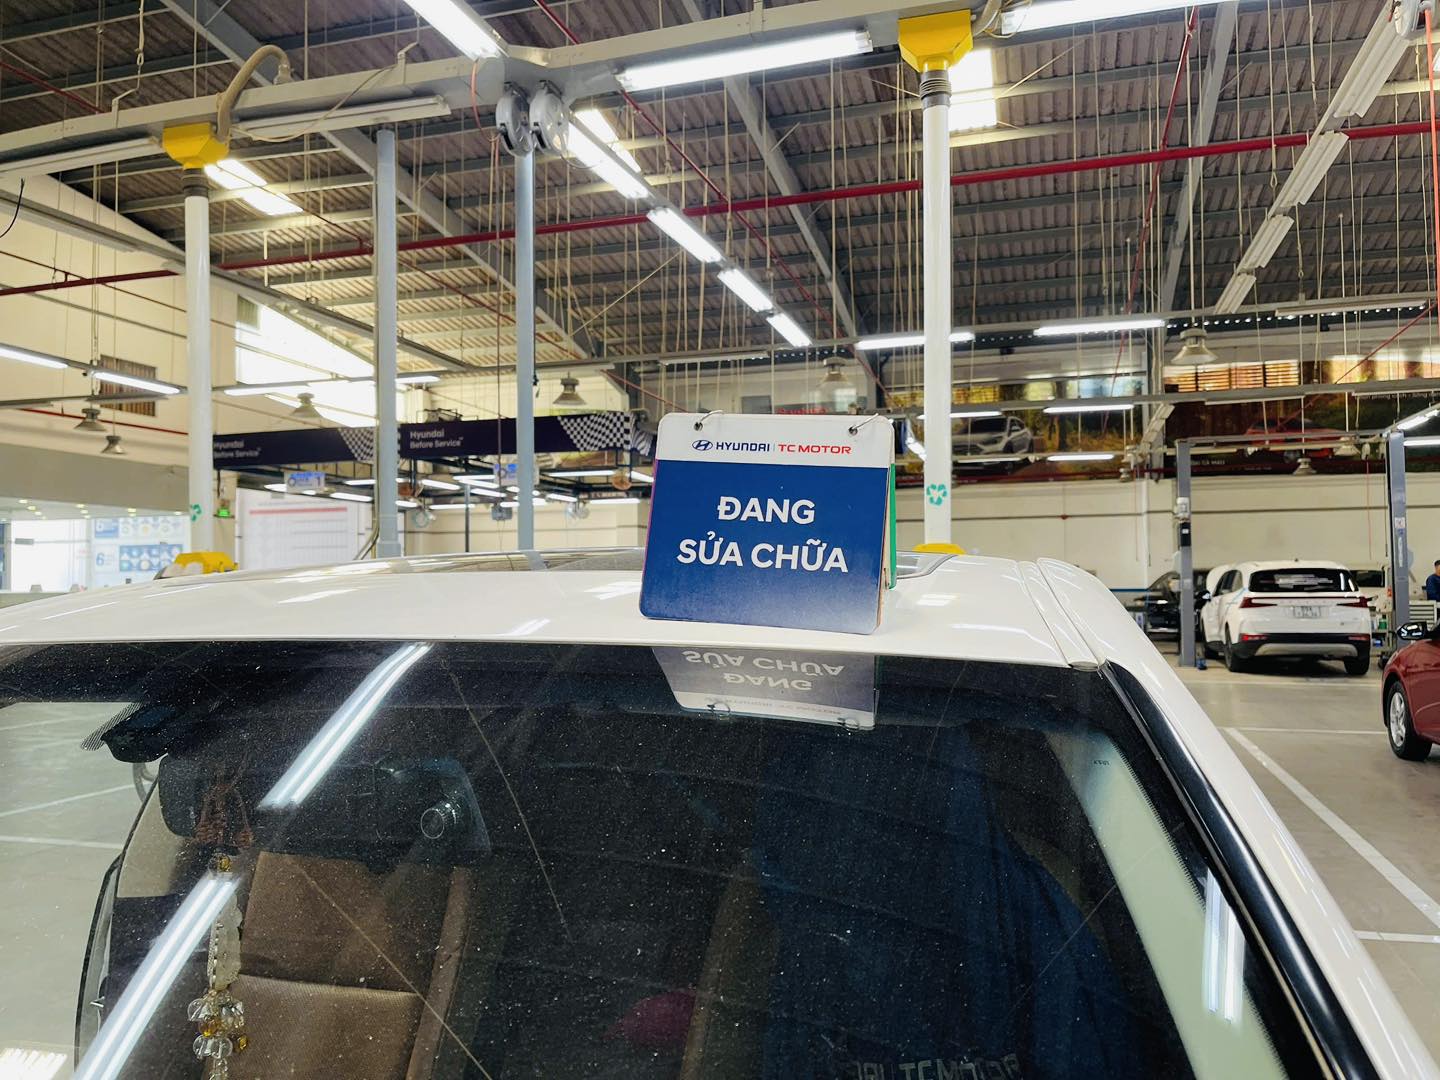 Hyundai
Before Service
Hyundai
Before Service
HYUNDAI | TC MOTOR
ĐANG
SỬA CHỮA